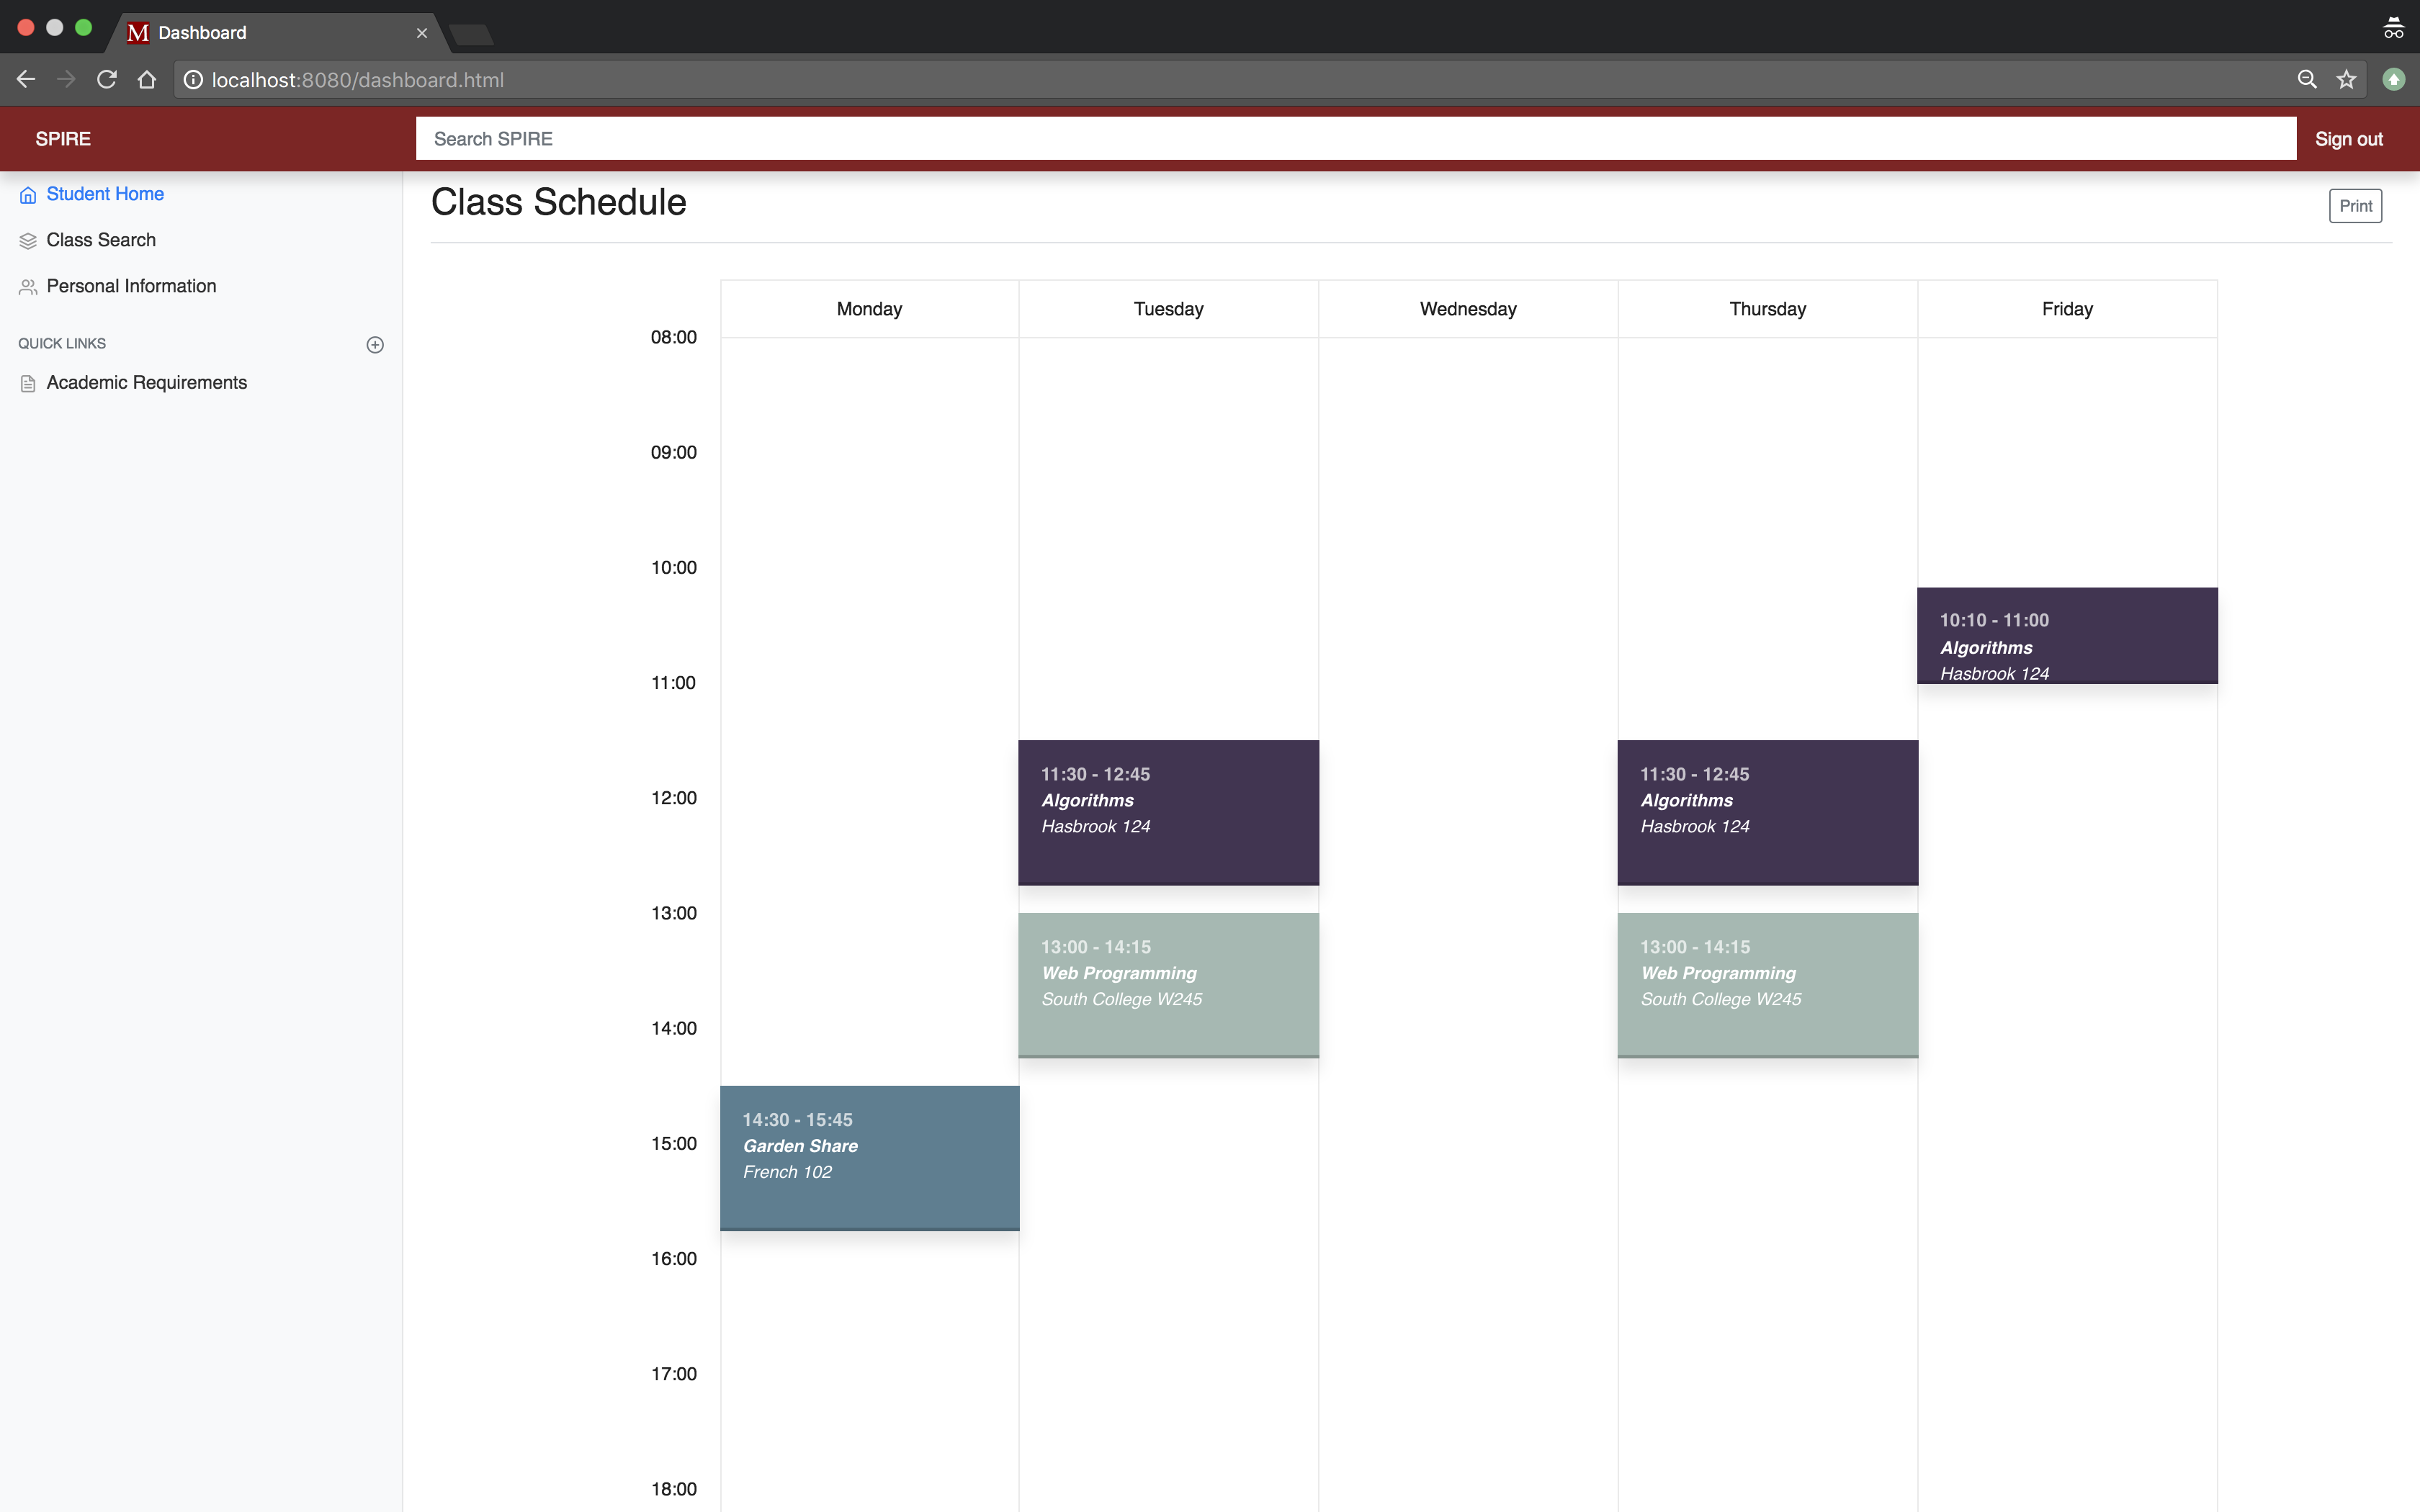 M Dashboard
localhost:8080/dashboard.html
SPIRE
Search SPIRE
Sign out
Student Home
Class Search
Personal Information
QUICK LINKS
Academic Requirements
Class Schedule
Print
Monday
Tuesday
Wednesday
Thursday
Friday
08:00
09:00
10:00
11:00
12:00
13:00
14:00
15:00
16:00
17:00
18:00
14:30 - 15:45
Garden Share
French 102
11:30 - 12:45
Algorithms
Hasbrook 124
13:00 - 14:15
Web Programming
South College W245
11:30 - 12:45
Algorithms
Hasbrook 124
13:00 - 14:15
Web Programming
South College W245
10:10 - 11:00
Algorithms
Hasbrook 124